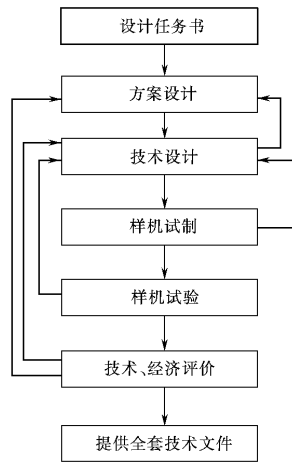 设计任务书
方案设计
技术设计
样机试制
样机试验
技术、经济评价
提供全套技术文件